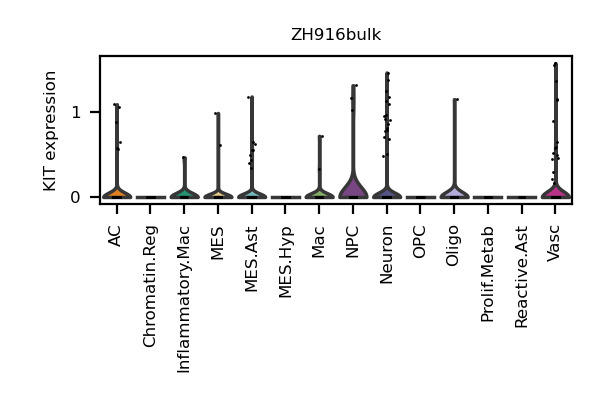 ZH916bulk
KIT expression
1
0
AC
Chromatin.Reg
Inflammatory.Mac
MES
MES.Ast
MES.Hyp
Mac
NPC
Neuron
OPC
Oligo
Prolif.Metab
Reactive.Ast
Vasc